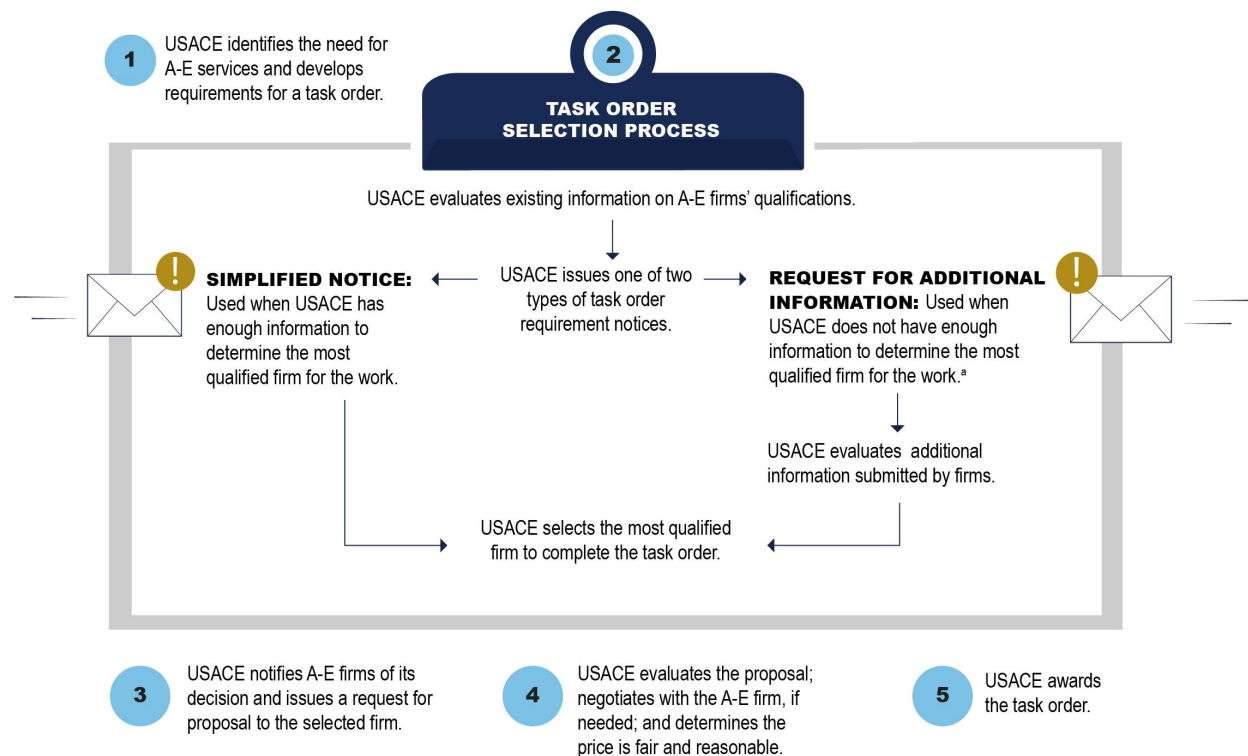 1
USACE identifies the need for
A-E services and develops
requirements for a task order.
2
TASK ORDER
SELECTION PROCESS
USACE evaluates existing information on A-E firms’ qualifications.
USACE issues one of two
types of task order
requirement notices.
!
SIMPLIFIED NOTICE:
Used when USACE has
enough information to
determine the most
qualified firm for the work.
!
REQUEST FOR ADDITIONAL
INFORMATION: Used when
USACE does not have enough
information to determine the most
qualified firm for the work.ª
USACE evaluates additional
information submitted by firms.
USACE selects the most qualified
firm to complete the task order.
3
USACE notifies A-E firms of its
decision and issues a request for
proposal to the selected firm.
4
USACE evaluates the proposal;
negotiates with the A-E firm, if
needed; and determines the
price is fair and reasonable.
5
USACE awards
the task order.